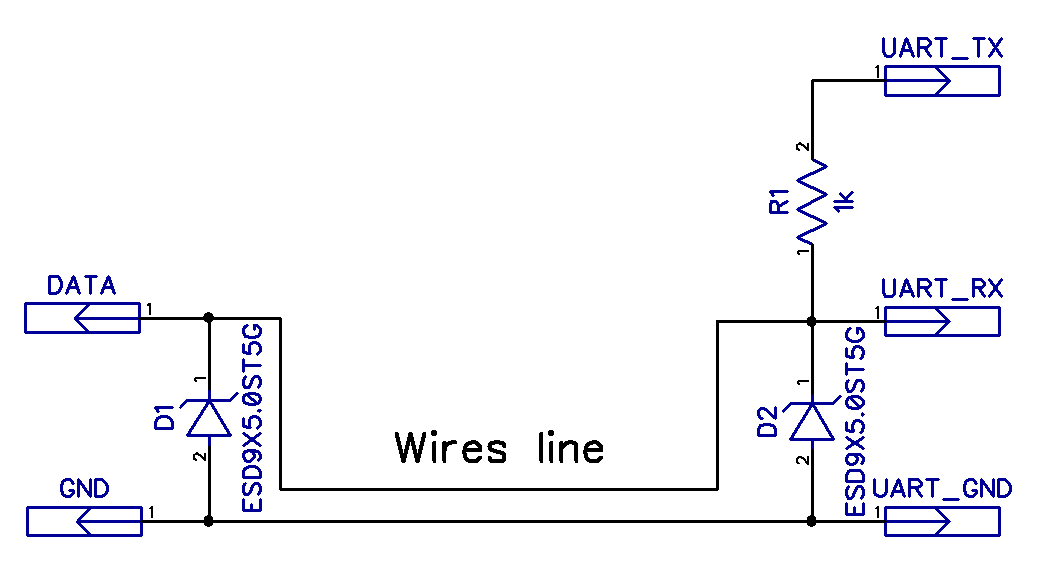 UART_TX
1
2
R1
1k
1
DATA
1
UART_RX
1
1
D1
2
ESD9X5.0ST5G
1
D2
2
ESD9X5.0ST5G
Wires line
GND
1
UART_GND
1